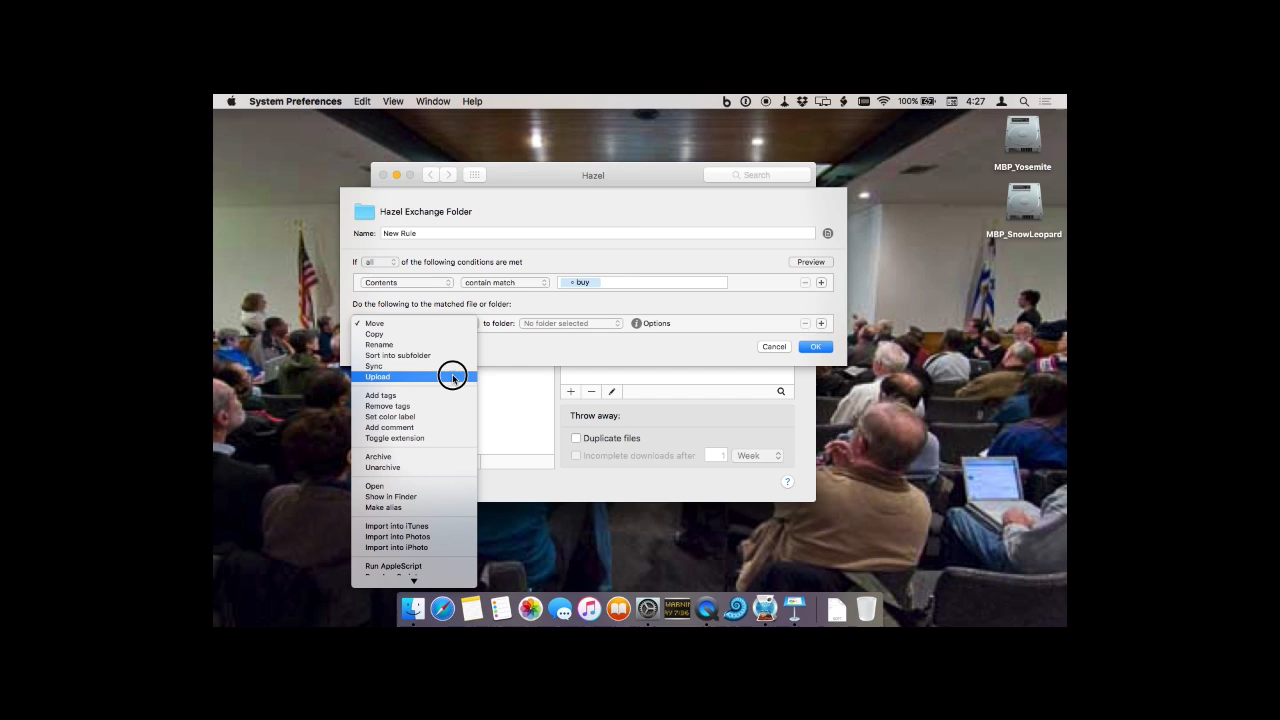 System Preferences Edit View Window Help 100% 4:27
MBP_Yosemite
MBP_SnowLeopard
Hazel
Search
Hazel Exchange Folder
Name: New Rule
If all of the following conditions are met Preview
Contents contain match buy
Do the following to the matched file or folder:
✓ Move to folder: No folder selected Options
Copy
Rename
Cancel OK
Sort into subfolder
Sync
Upload
Add tags
Remove tags
Set color label
Add comment
Toggle extension
Archive
Unarchive
Open
Show in Finder
Make alias
Import into iTunes
Import into Photos
Import into iPhoto
Run AppleScript
Throw away:
Duplicate files
Incomplete downloads after 1 Week
?